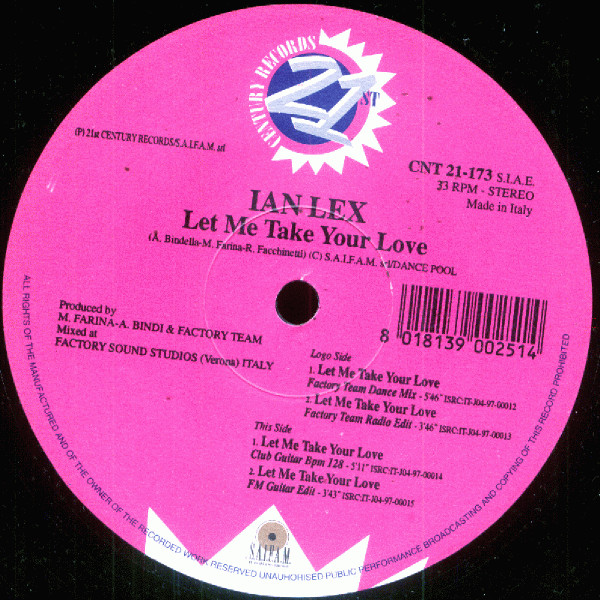 21ST
CENTURY RECORDS
(P) 21st CENTURY RECORDS/S.A.I.F.A.M. srl
CNT 21-173 S.I.A.E.
33 RPM - STEREO
Made in Italy
IAN LEX
Let Me Take Your Love
(A. Bindella-M. Farina-R. Facchinetti) (C) S.A.I.F.A.M. srl/DANCE POOL
Produced by
M. FARINA-A. BINDI & FACTORY TEAM
Mixed at
FACTORY SOUND STUDIOS (Verona) ITALY
8 018139 002514
Logo Side
1. Let Me Take Your Love
Factory Team Dance Mix - 5'46" ISRC:IT-J04-97-00012
2. Let Me Take Your Love
Factory Team Radio Edit - 3'46" ISRC:IT-J04-97-00013
This Side
1. Let Me Take Your Love
Club Guitar Bpm 128 - 5'11" ISRC:IT-J04-97-00014
2. Let Me Take Your Love
FM Guitar Edit - 3'43" ISRC:IT-J04-97-00015
ALL RIGHTS OF THE MANUFACTURED AND OF THE OWNER OF THE RECORDED WORK RESERVED UNAUHORISED PUBLIC PERFORMANCE BROADCASTING AND COPYING OF THIS RECORD PROHIBITED
S.A.I.F.A.M.